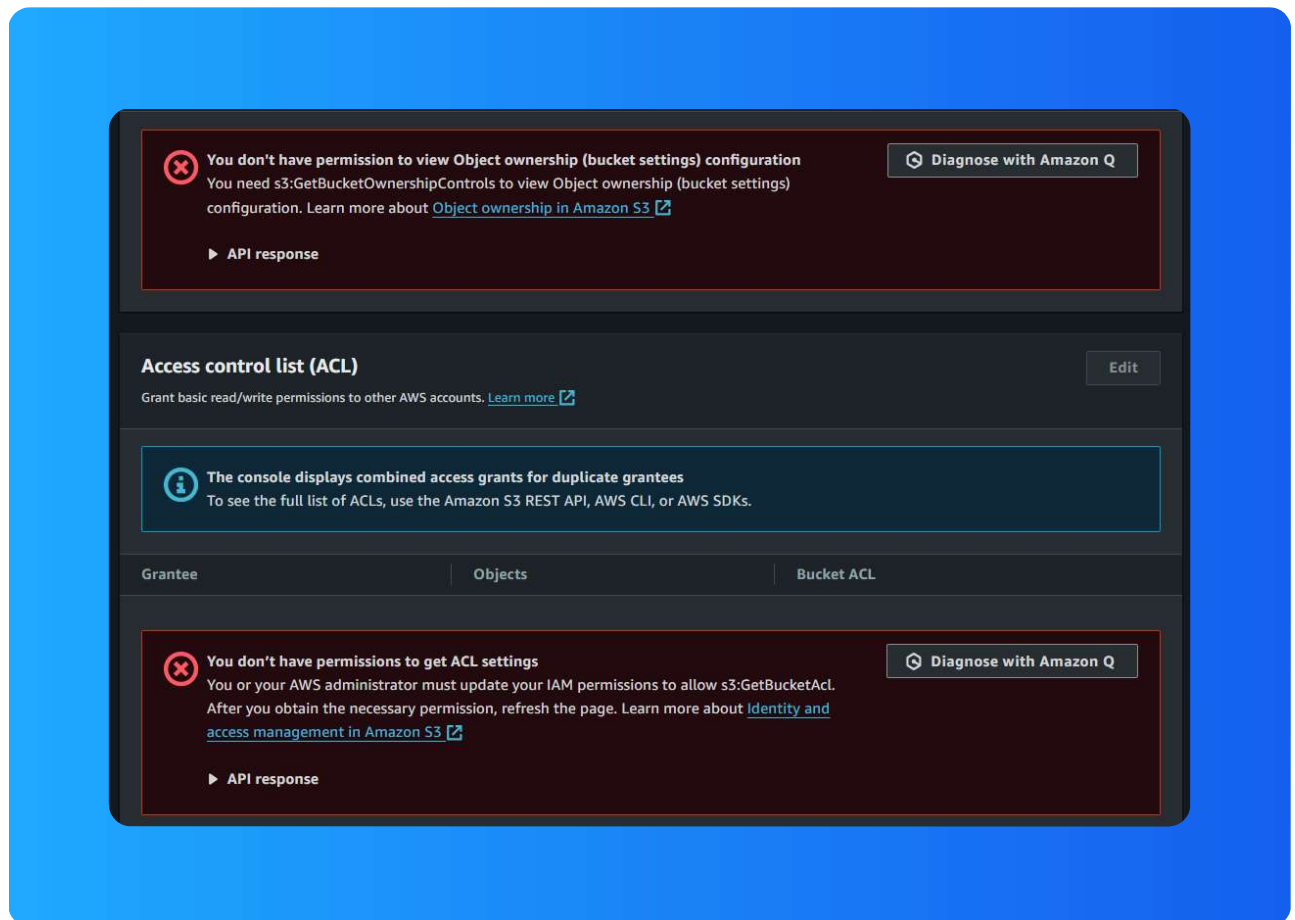 You don't have permission to view Object ownership (bucket settings) configuration
Diagnose with Amazon Q
You need s3:GetBucketOwnershipControls to view Object ownership (bucket settings)
configuration. Learn more about Object ownership in Amazon S3
API response
Access control list (ACL)
Edit
Grant basic read/write permissions to other AWS accounts. Learn more
The console displays combined access grants for duplicate grantees
To see the full list of ACLs, use the Amazon S3 REST API, AWS CLI, or AWS SDKs.
Grantee
Objects
Bucket ACL
You don't have permissions to get ACL settings
Diagnose with Amazon Q
You or your AWS administrator must update your IAM permissions to allow s3:GetBucketAcl.
After you obtain the necessary permission, refresh the page. Learn more about Identity and
access management in Amazon S3
API response